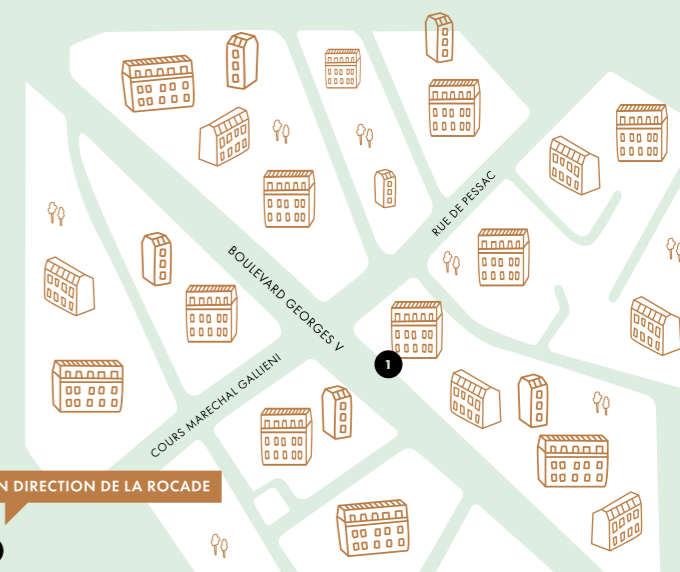 RUE DE PESSAC
BOULEVARD GEORGES V
1
COURS MARECHAL GALLIENI
N DIRECTION DE LA ROCADE